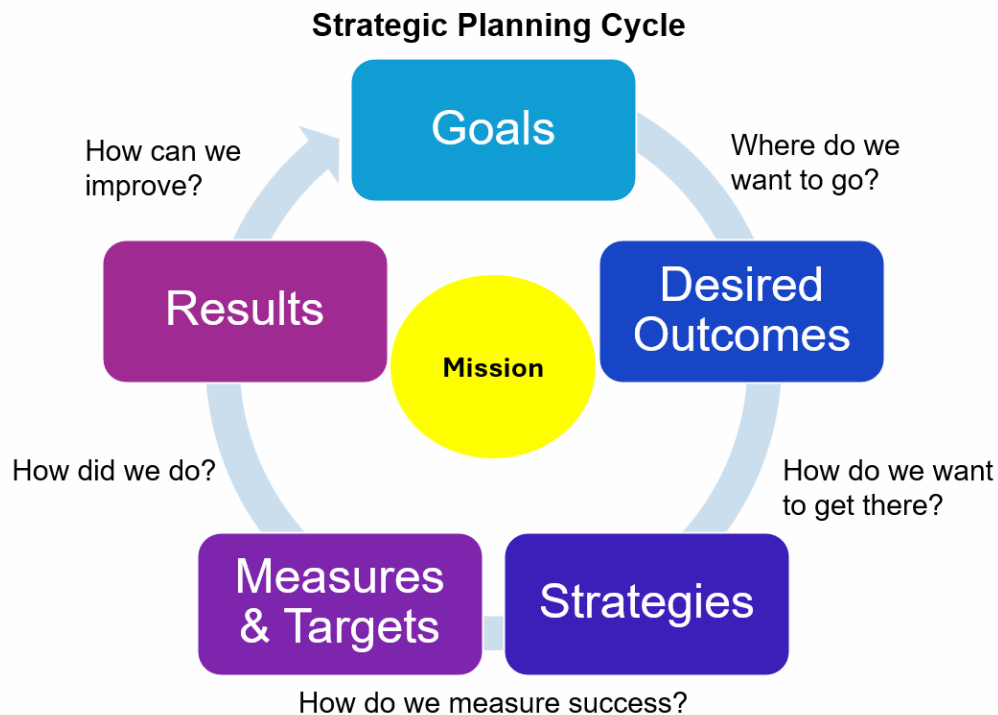 Strategic Planning Cycle
Goals
Where do we
want to go?
Desired
Outcomes
How do we want
to get there?
Strategies
How do we measure success?
Measures
& Targets
How did we do?
Results
How can we
improve?
Mission